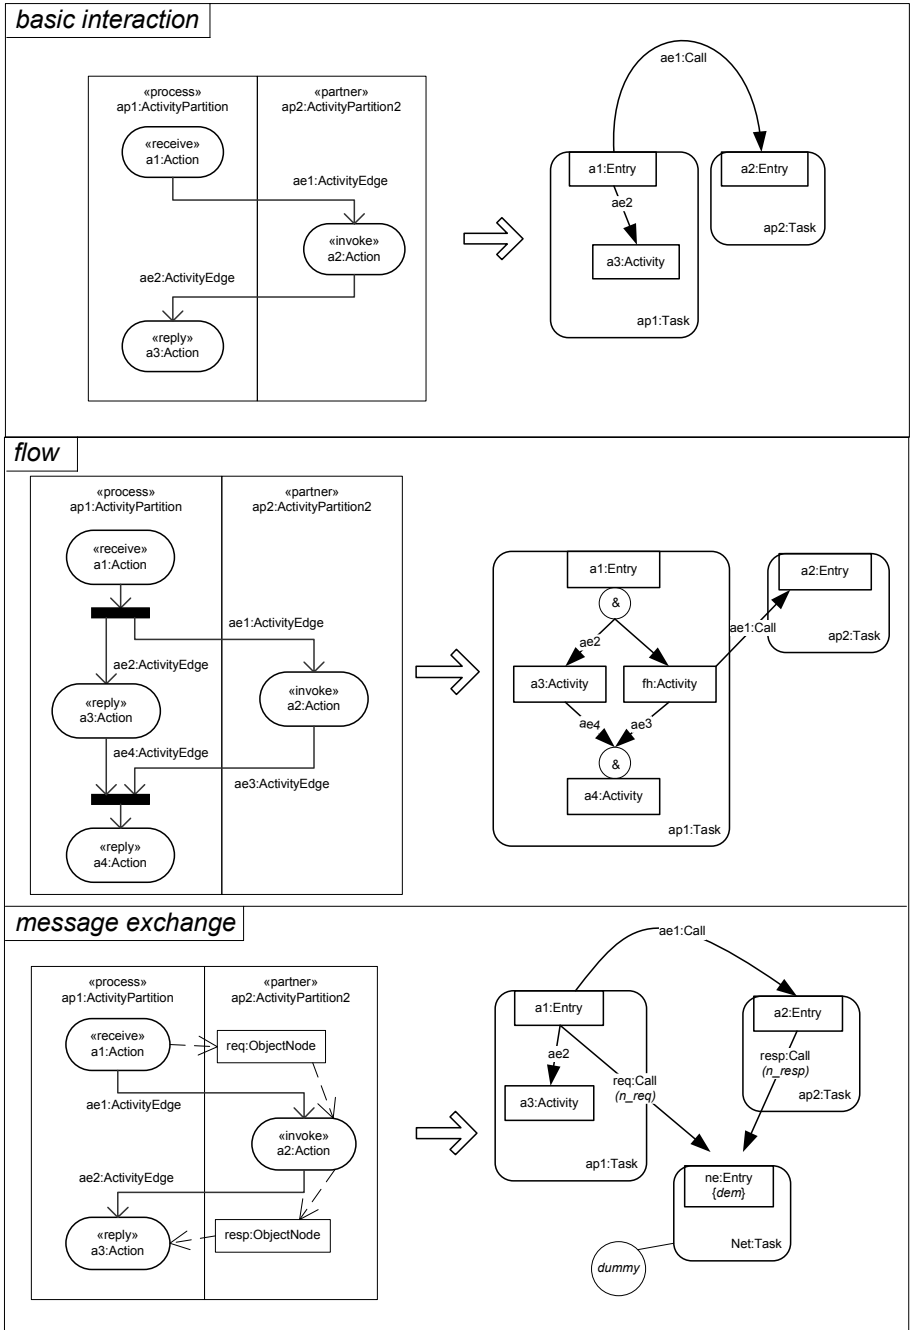 basic interaction
«process»
ap1:ActivityPartition
«partner»
ap2:ActivityPartition2
«receive»
a1:Action
ae1:ActivityEdge
«invoke»
a2:Action
ae2:ActivityEdge
«reply»
a3:Action
ae1:Call
a1:Entry
a2:Entry
ae2
ap2:Task
a3:Activity
ap1:Task
flow
«process»
ap1:ActivityPartition
«partner»
ap2:ActivityPartition2
«receive»
a1:Action
ae1:ActivityEdge
ae2:ActivityEdge
«invoke»
a2:Action
«reply»
a3:Action
ae4:ActivityEdge
ae3:ActivityEdge
«reply»
a4:Action
a1:Entry
&
a2:Entry
ae1:Call
ap2:Task
ae2
a3:Activity
fh:Activity
ae4
ae3
&
a4:Activity
ap1:Task
message exchange
«process»
ap1:ActivityPartition
«partner»
ap2:ActivityPartition2
«receive»
a1:Action
req:ObjectNode
ae1:ActivityEdge
«invoke»
a2:Action
ae2:ActivityEdge
«reply»
a3:Action
resp:ObjectNode
ae1:Call
a1:Entry
a2:Entry
ae2
resp:Call
(n_resp)
req:Call
(n_req)
a3:Activity
ap2:Task
ap1:Task
ne:Entry
{dem}
Net:Task
dummy